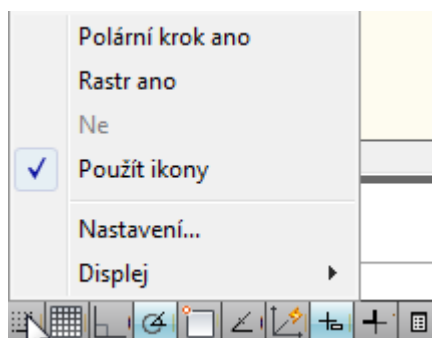 Polární krok ano
Rastr ano
Ne
Použít ikony
Nastavení...
Displej